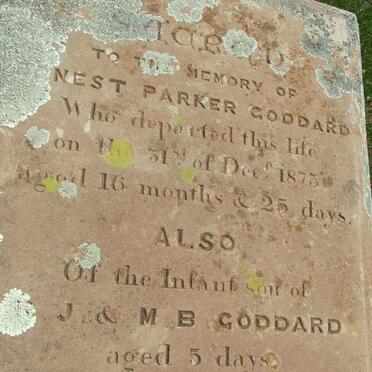 TO THE MEMORY OF
NEST PARKER GODDARD
Who departed this life
on the 31st of Decr 1875
aged 16 months & 25 days.
ALSO
Of the Infant son of
J. & M B GODDARD
aged 5 days.